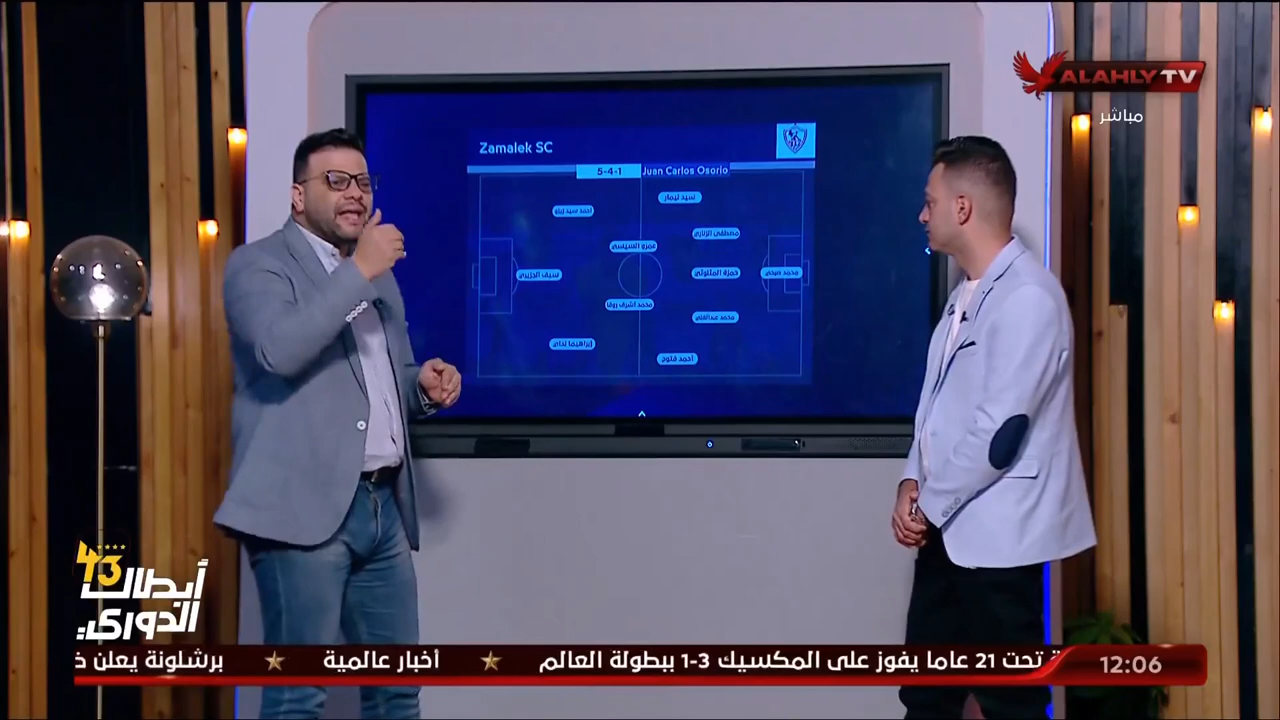 ALAHLY TV
مباشر
Zamalek SC
5-4-1
Juan Carlos Osorio
سيد نيمار
أحمد سيد زيزو
مصطفى الزناري
عمرو السيسي
سيف الجزيري
حمزة المثلوثي
محمد صبحي
محمد أشرف روقا
محمد عبدالغني
إبراهيما نداي
أحمد فتوح
43
أبطال
الدوري
ة تحت 21 عاما يفوز على المكسيك 3-1 ببطولة العالم ★ أخبار عالمية ★ برشلونة يعلن خ
12:06